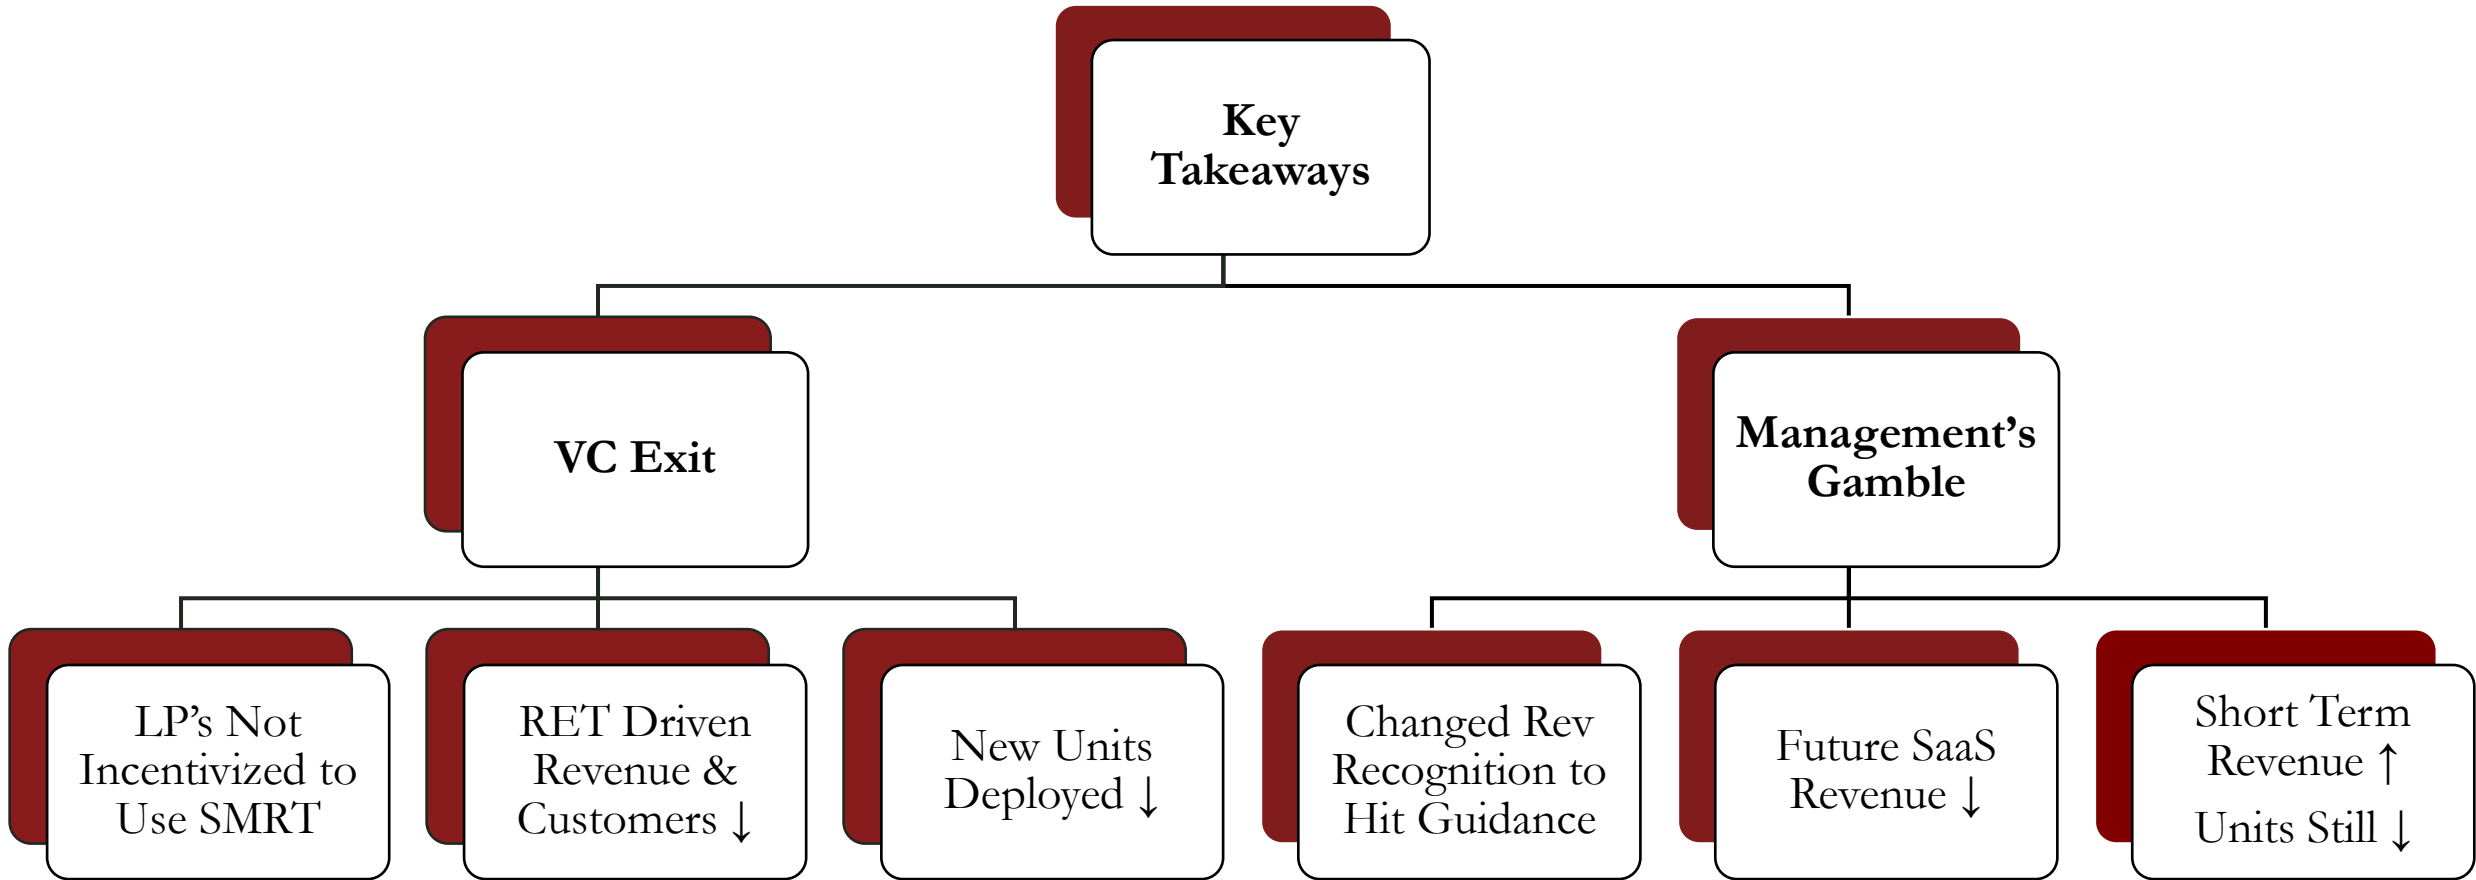 Key
Takeaways
VC Exit
Management’s
Gamble
LP’s Not
Incentivized to
Use SMRT
RET Driven
Revenue &
Customers ↓
New Units
Deployed ↓
Changed Rev
Recognition to
Hit Guidance
Future SaaS
Revenue ↓
Short Term
Revenue ↑
Units Still ↓